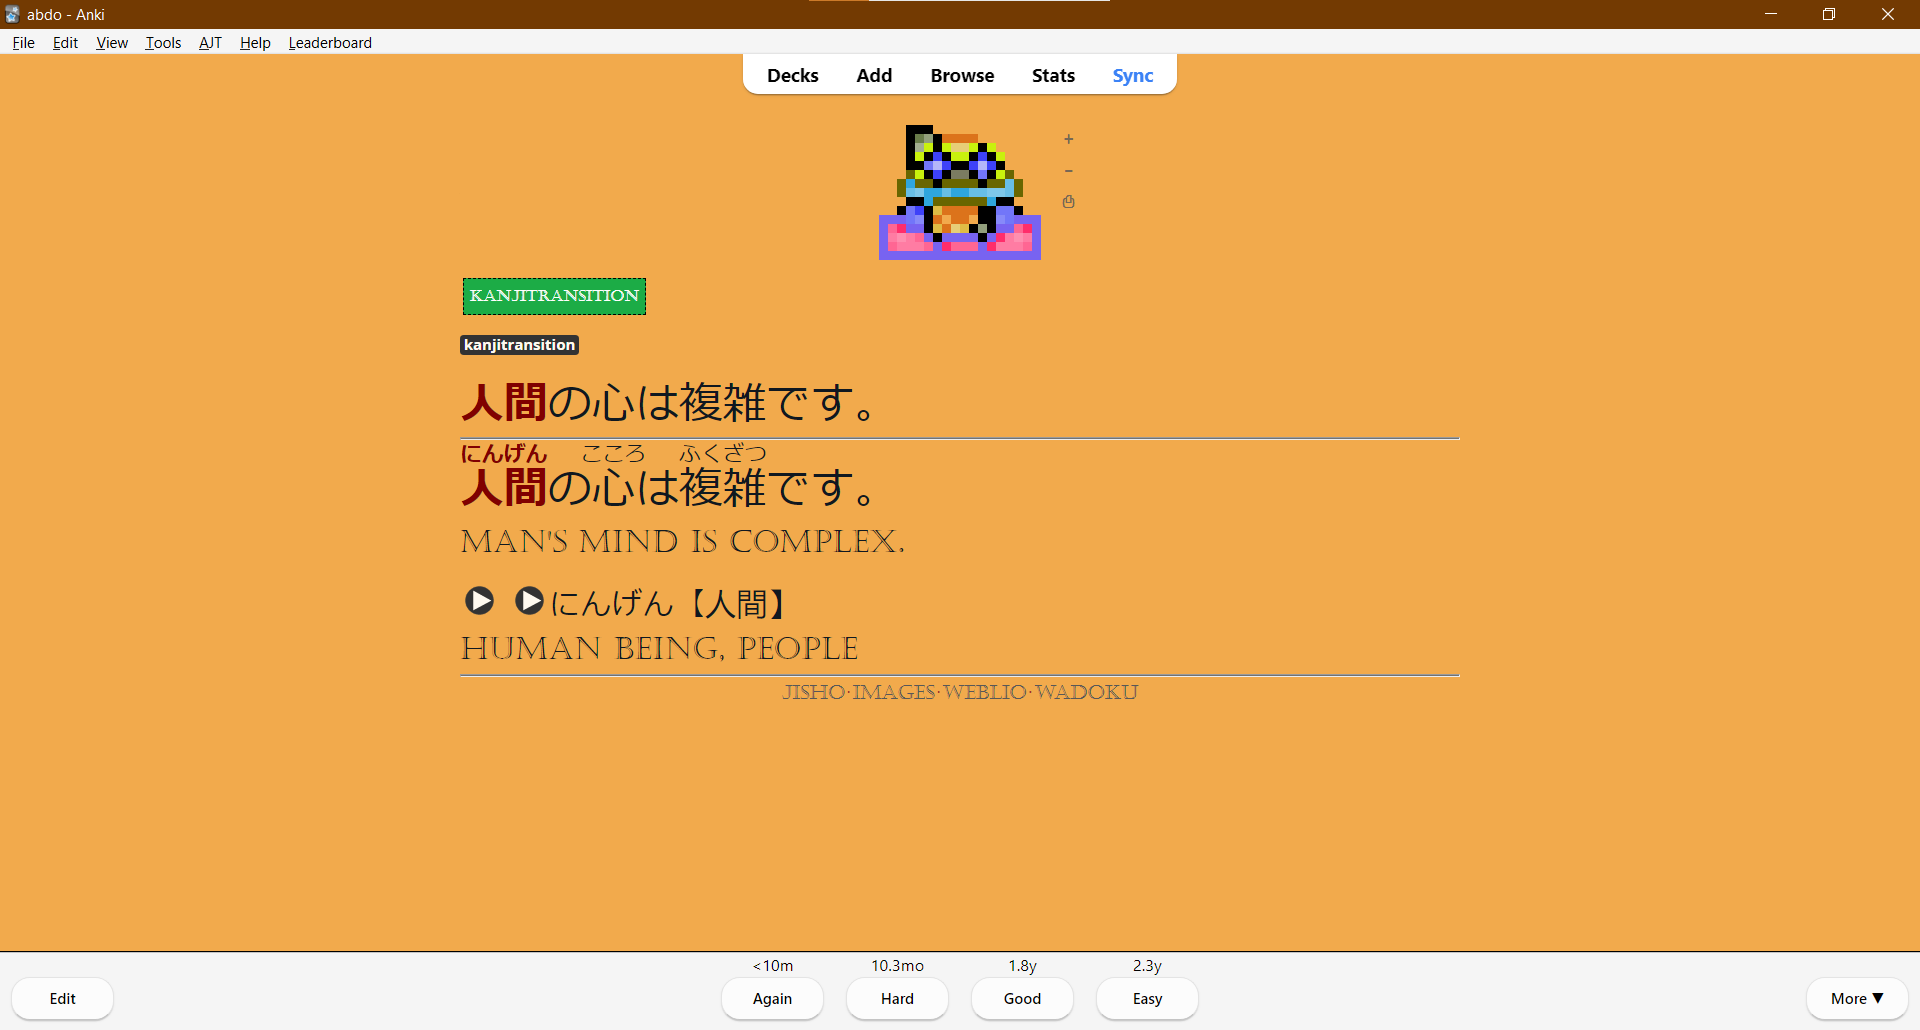 abdo - Anki
File Edit View Tools AJT Help Leaderboard
Decks Add Browse Stats Sync
+
-
KANJITRANSITION
kanjitransition
人間の心は複雑です。
にんげん こころ ふくざつ
人間の心は複雑です。
MAN'S MIND IS COMPLEX.
にんげん【人間】
HUMAN BEING, PEOPLE
JISHO·IMAGES·WEBLIO·WADOKU
<10m 10.3mo 1.8y 2.3y
Edit Again Hard Good Easy More ▼